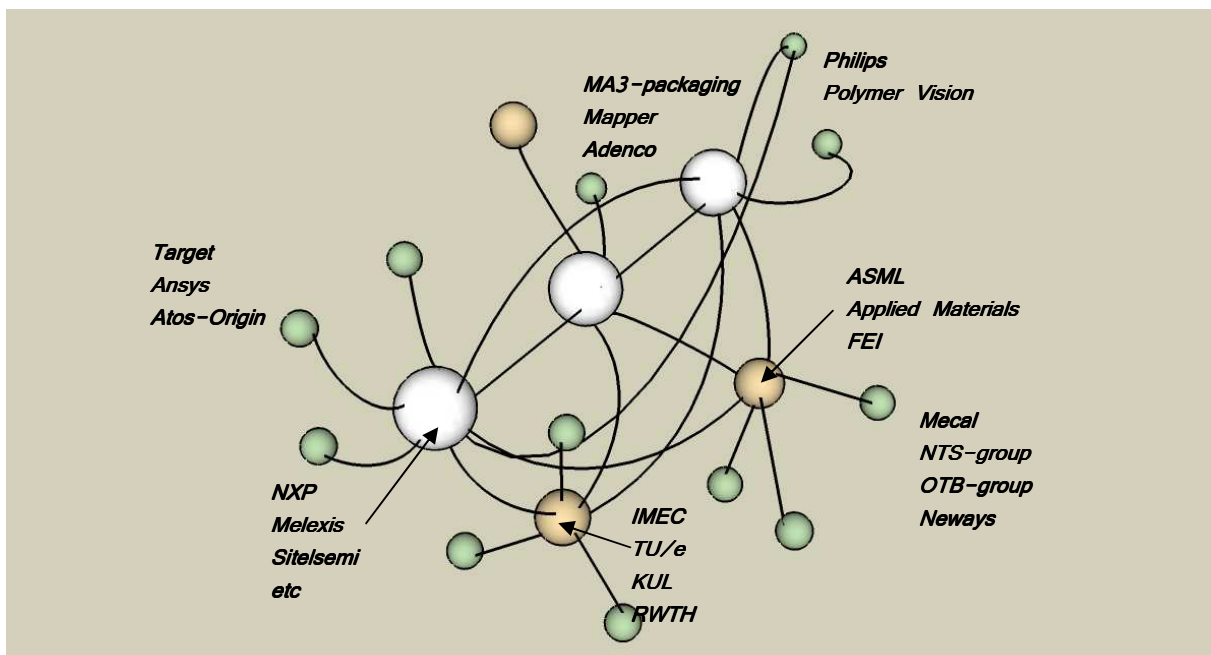 Philips
Polymer Vision
MA3-packaging
Mapper
Adenco
Target
Ansys
Atos-Origin
ASML
Applied Materials
FEI
Mecal
NTS-group
OTB-group
Neways
NXP
Melexis
Sitelsemi
etc
IMEC
TU/e
KUL
RWTH